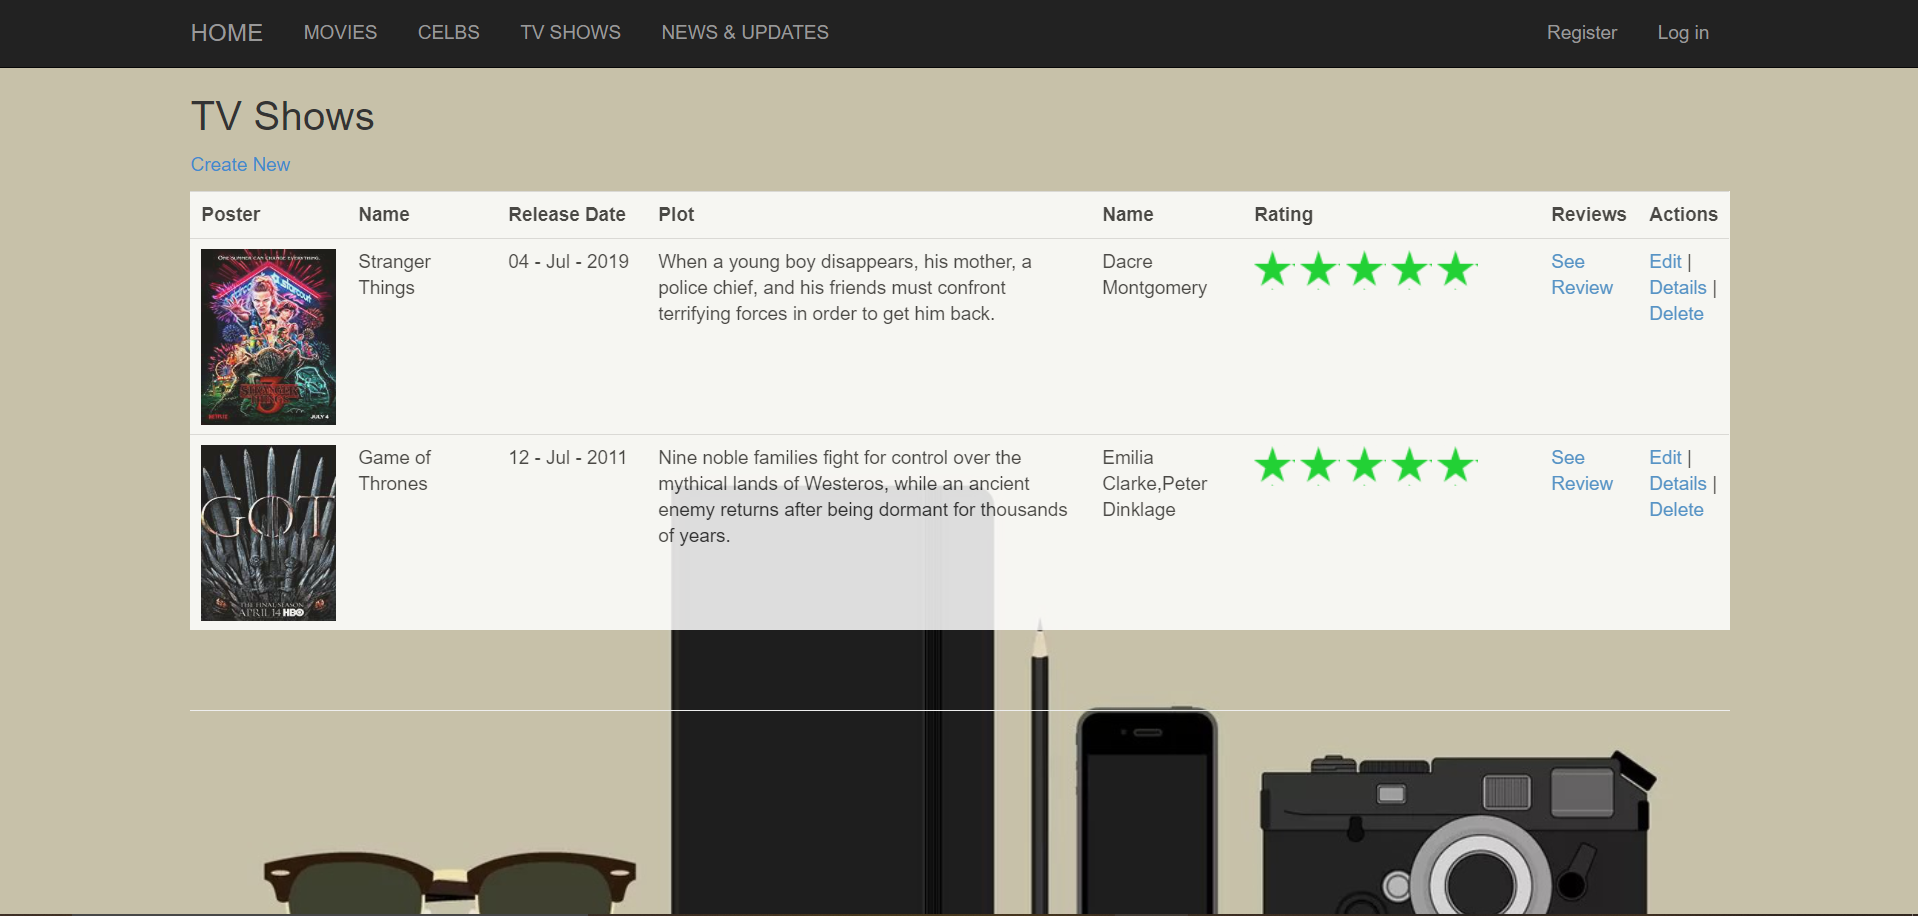 HOME MOVIES CELBS TV SHOWS NEWS & UPDATES Register Log in
TV Shows
Create New
Poster Name Release Date Plot Name Rating Reviews Actions
ONE SUMMER CAN CHANGE EVERYTHING.
STRANGER
THINGS
3
NETFLIX JULY 4
Stranger
Things
04 - Jul - 2019
When a young boy disappears, his mother, a
police chief, and his friends must confront
terrifying forces in order to get him back.
Dacre
Montgomery
See
Review
Edit |
Details |
Delete
GOT
THE FINAL SEASON
APRIL 14 HBO
Game of
Thrones
12 - Jul - 2011
Nine noble families fight for control over the
mythical lands of Westeros, while an ancient
enemy returns after being dormant for thousands
of years.
Emilia
Clarke,Peter
Dinklage
See
Review
Edit |
Details |
Delete